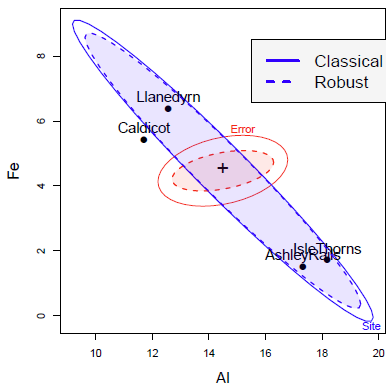 Classical
Robust
Llanedyrn
Caldicot
Error
IsleThorns
AshleyRails
Site
Fe
8
6
4
2
0
10
12
14
16
18
20
Al